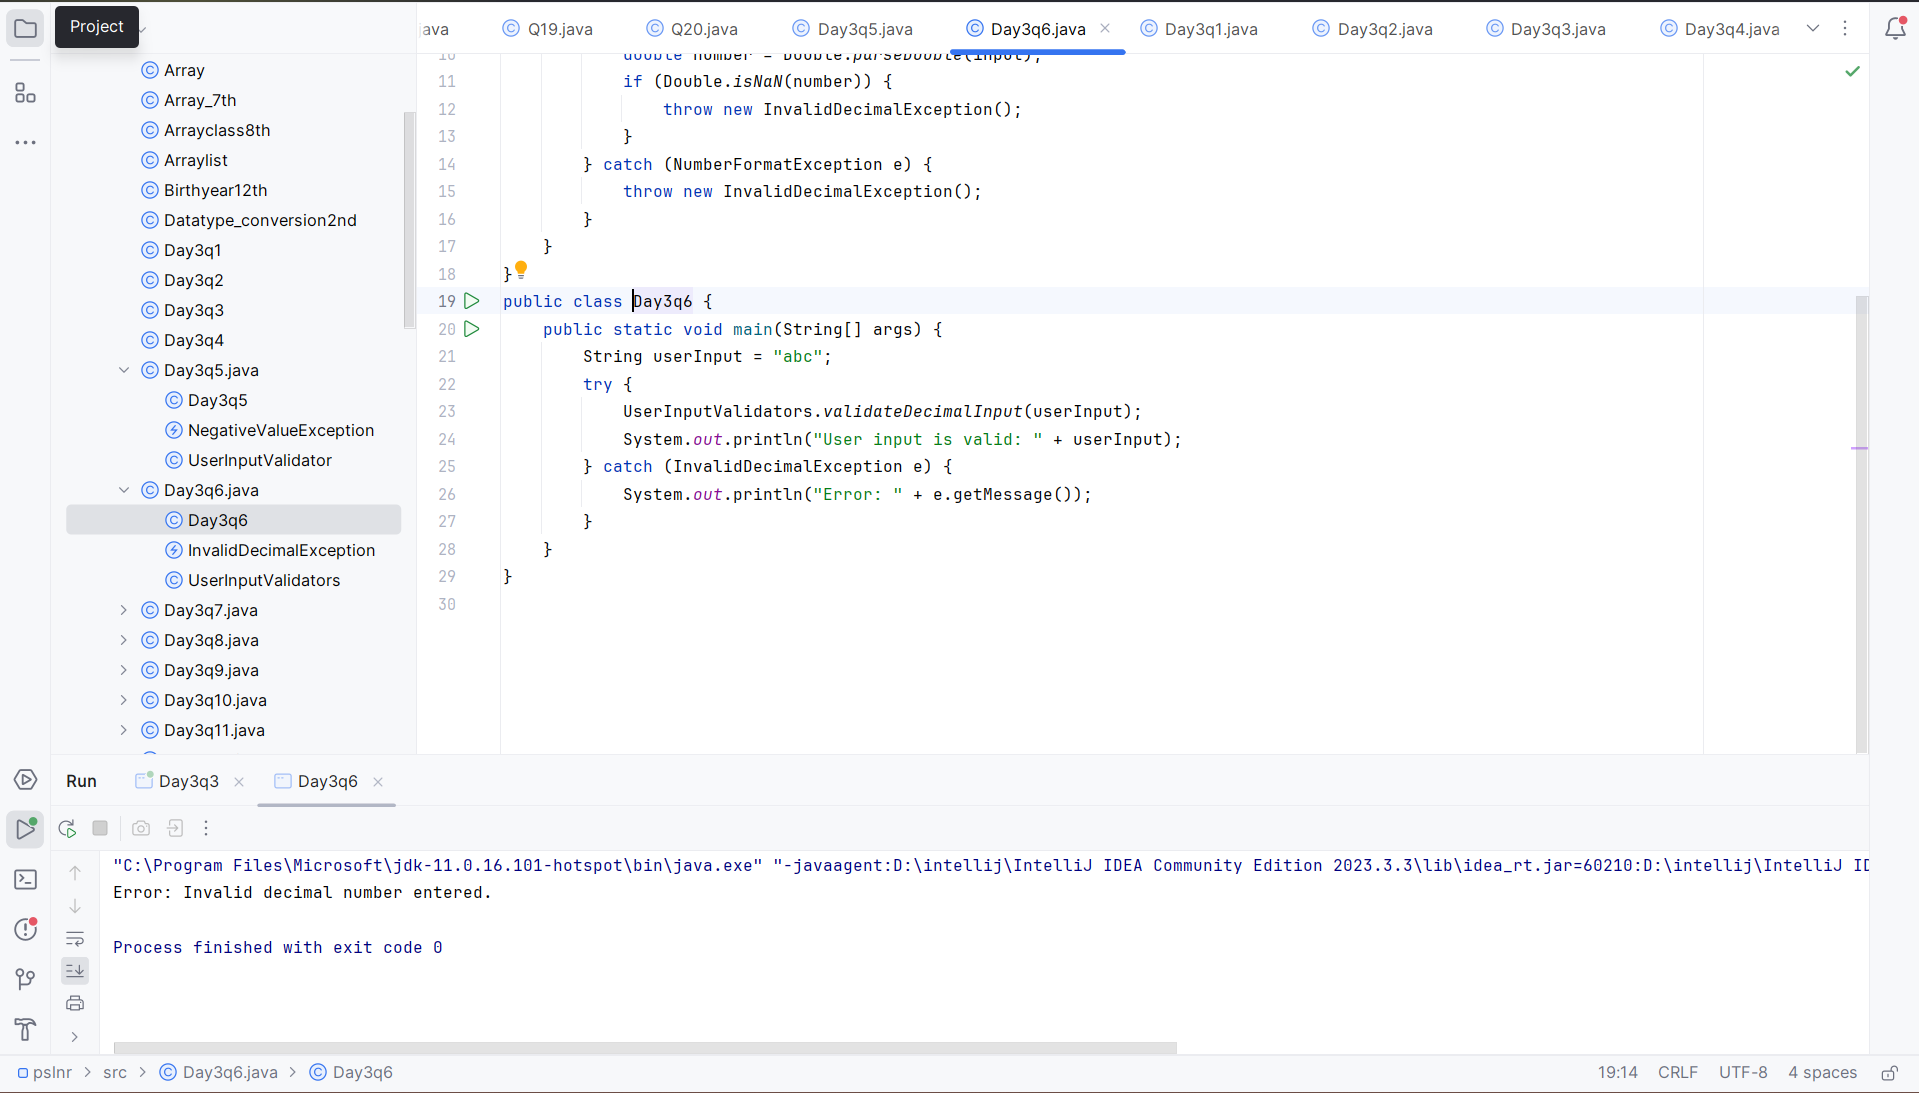 Project
java
Q19.java
Q20.java
Day3q5.java
Day3q6.java
Day3q1.java
Day3q2.java
Day3q3.java
Day3q4.java
Array
Array_7th
Arrayclass8th
Arraylist
Birthyear12th
Datatype_conversion2nd
Day3q1
Day3q2
Day3q3
Day3q4
Day3q5.java
Day3q5
NegativeValueException
UserInputValidator
Day3q6.java
Day3q6
InvalidDecimalException
UserInputValidators
Day3q7.java
Day3q8.java
Day3q9.java
Day3q10.java
Day3q11.java
10 double number = Double.parseDouble(input);
11 if (Double.isNaN(number)) {
12 throw new InvalidDecimalException();
13 }
14 } catch (NumberFormatException e) {
15 throw new InvalidDecimalException();
16 }
17 }
18 }
19 public class Day3q6 {
20 public static void main(String[] args) {
21 String userInput = "abc";
22 try {
23 UserInputValidators.validateDecimalInput(userInput);
24 System.out.println("User input is valid: " + userInput);
25 } catch (InvalidDecimalException e) {
26 System.out.println("Error: " + e.getMessage());
27 }
28 }
29 }
30
Run
Day3q3
Day3q6
"C:\Program Files\Microsoft\jdk-11.0.16.101-hotspot\bin\java.exe" "-javaagent:D:\intellij\IntelliJ IDEA Community Edition 2023.3.3\lib\idea_rt.jar=60210:D:\intellij\IntelliJ ID
Error: Invalid decimal number entered.
Process finished with exit code 0
pslnr > src > Day3q6.java > Day3q6
19:14 CRLF UTF-8 4 spaces